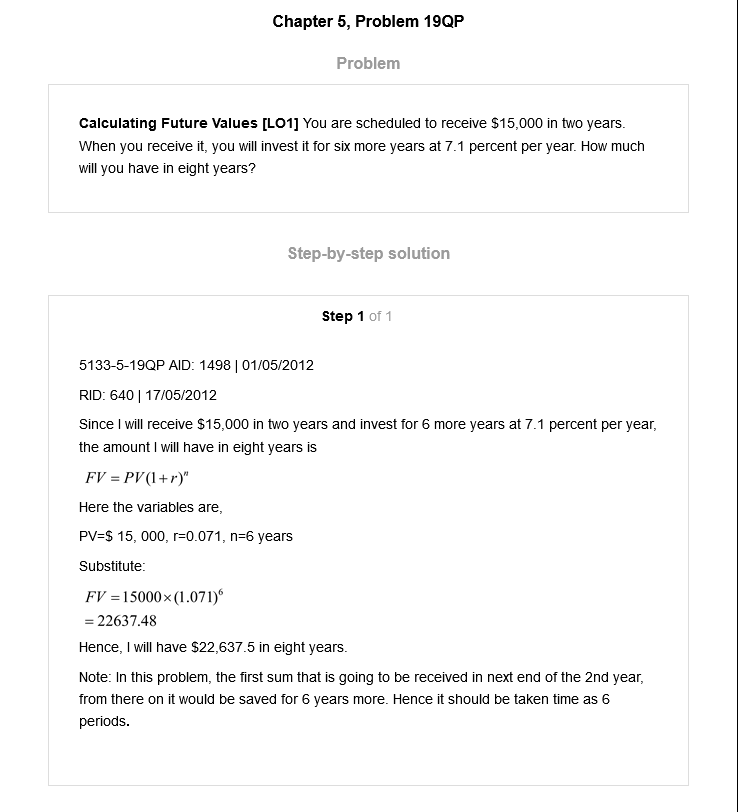 Chapter 5, Problem 19QP
Problem
Calculating Future Values [LO1] You are scheduled to receive $15,000 in two years.
When you receive it, you will invest it for six more years at 7.1 percent per year. How much
will you have in eight years?
Step-by-step solution
Step 1 of 1
5133-5-19QP AID: 1498 | 01/05/2012
RID: 640 | 17/05/2012
Since I will receive $15,000 in two years and invest for 6 more years at 7.1 percent per year,
the amount I will have in eight years is
FV = PV(1+r)ⁿ
Here the variables are,
PV=$ 15, 000, r=0.071, n=6 years
Substitute:
FV =15000×(1.071)⁶
= 22637.48
Hence, I will have $22,637.5 in eight years.
Note: In this problem, the first sum that is going to be received in next end of the 2nd year,
from there on it would be saved for 6 years more. Hence it should be taken time as 6
periods.